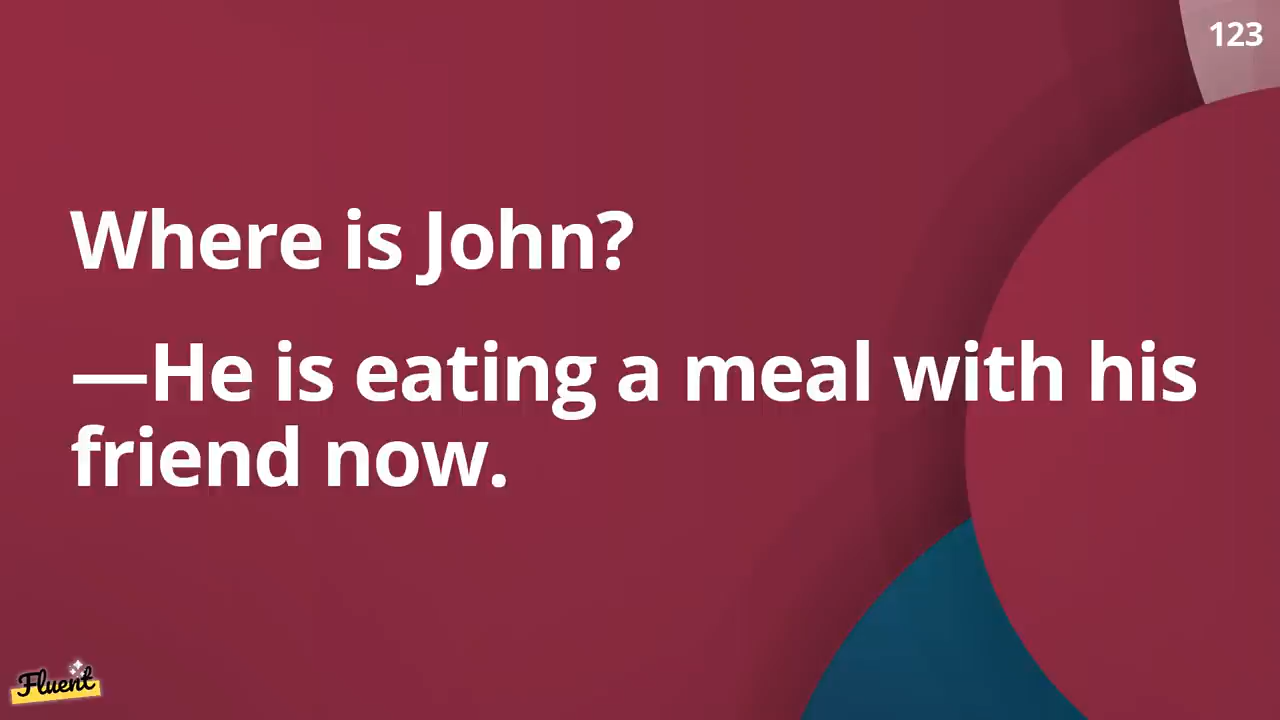 123
Where is John?
—He is eating a meal with his
friend now.
Fluent